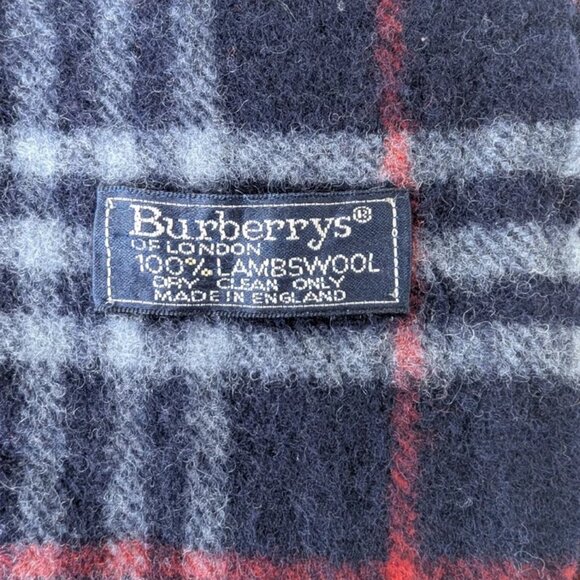 Burberrys®
OF LONDON
100% LAMBSWOOL
DRY CLEAN ONLY
MADE IN ENGLAND